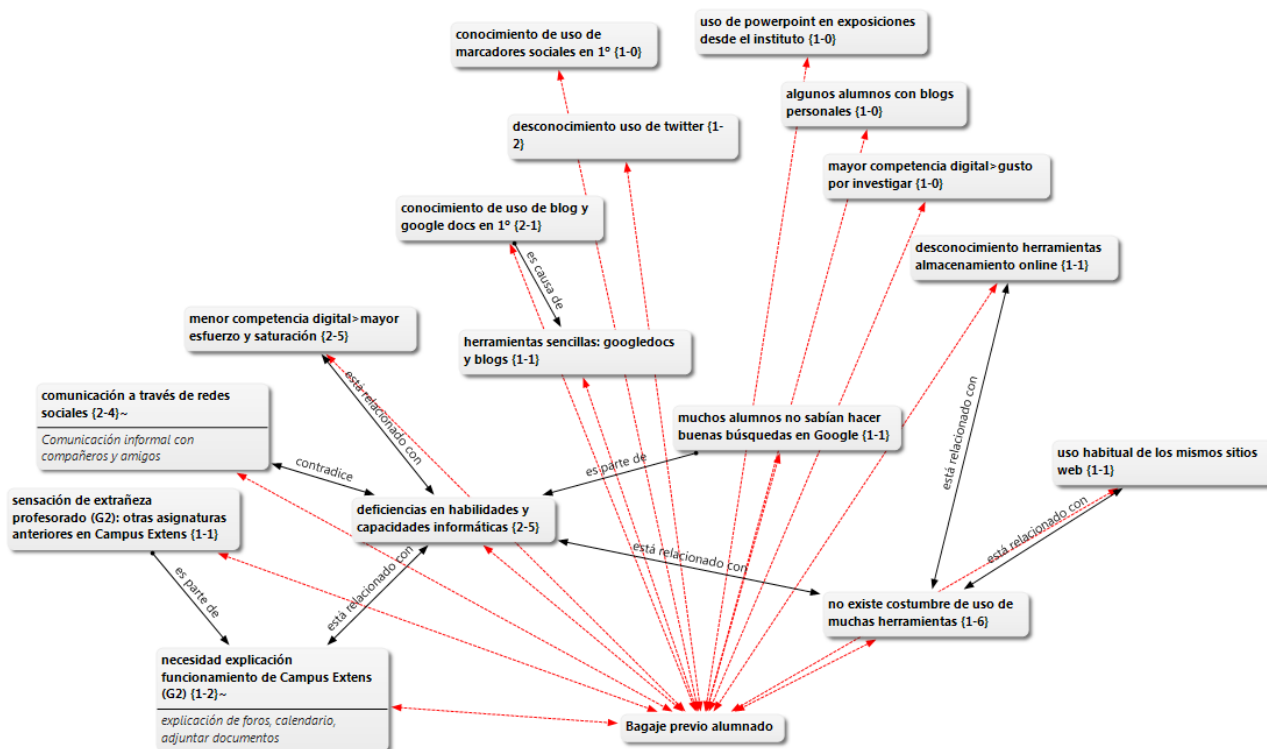 uso de powerpoint en exposiciones
desde el instituto {1-0}
conocimiento de uso de
marcadores sociales en 1º {1-0}
algunos alumnos con blogs
personales {1-0}
desconocimiento uso de twitter {1-
2}
mayor competencia digital>gusto
por investigar {1-0}
conocimiento de uso de blog y
google docs en 1º {2-1}
desconocimiento herramientas
almacenamiento online {1-1}
es causa de
menor competencia digital>mayor
esfuerzo y saturación {2-5}
herramientas sencillas: googledocs
y blogs {1-1}
está relacionado con
comunicación a través de redes
sociales {2-4}~
Comunicación informal con
compañeros y amigos
muchos alumnos no sabían hacer
buenas búsquedas en Google {1-1}
está relacionado con
uso habitual de los mismos sitios
web {1-1}
contradice
es parte de
sensación de extrañeza
profesorado (G2): otras asignaturas
anteriores en Campus Extens {1-1}
deficiencias en habilidades y
capacidades informáticas {2-5}
está relacionado con
está relacionado con
es parte de
está relacionado con
no existe costumbre de uso de
muchas herramientas {1-6}
necesidad explicación
funcionamiento de Campus Extens
(G2) {1-2}~
explicación de foros, calendario,
adjuntar documentos
Bagaje previo alumnado